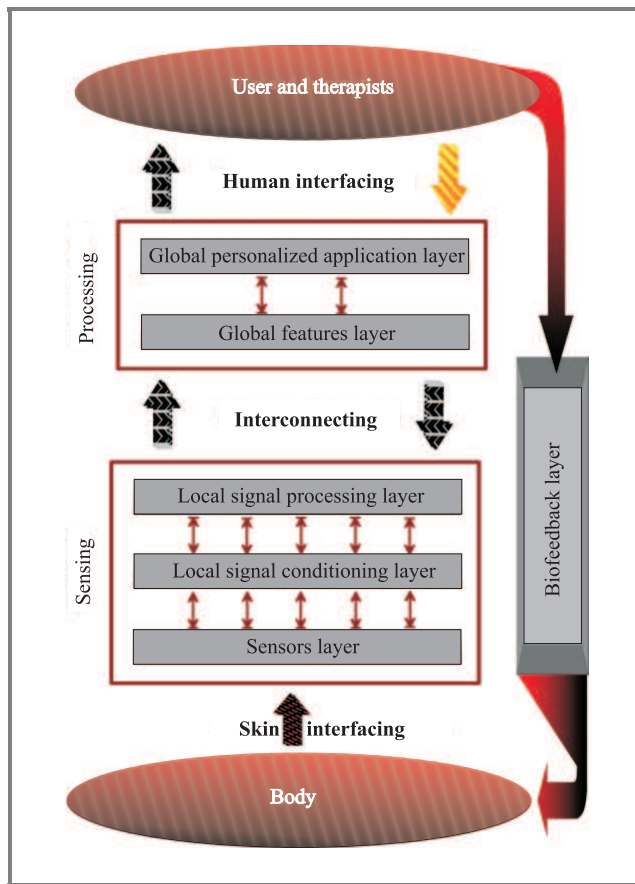 User and therapists
Human interfacing
Processing
Global personalized application layer
Global features layer
Interconnecting
Sensing
Local signal processing layer
Local signal conditioning layer
Sensors layer
Biofeedback layer
Skin interfacing
Body